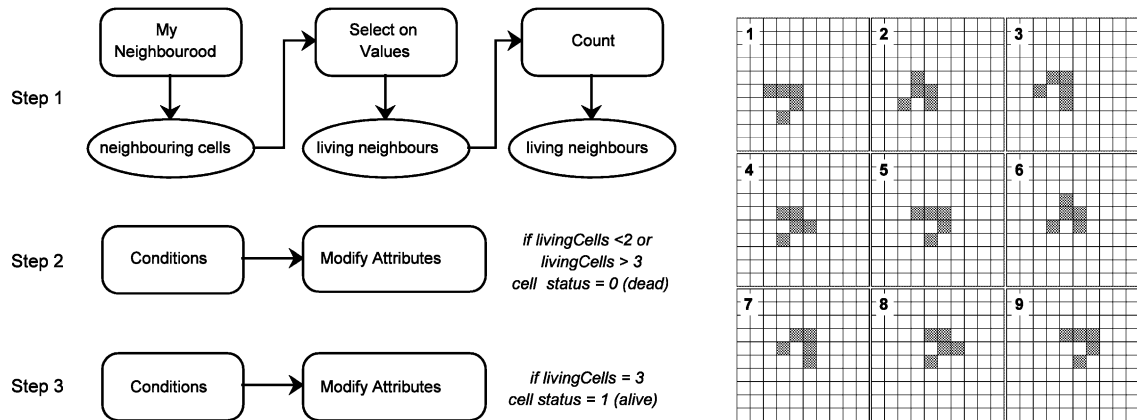 Step 1
My
Neighbourood
Select on
Values
Count
neighbouring cells
living neighbours
living neighbours
Step 2
Conditions
Modify Attributes
if livingCells <2 or
livingCells > 3
cell status = 0 (dead)
Step 3
Conditions
Modify Attributes
if livingCells = 3
cell status = 1 (alive)
1
2
3
4
5
6
7
8
9